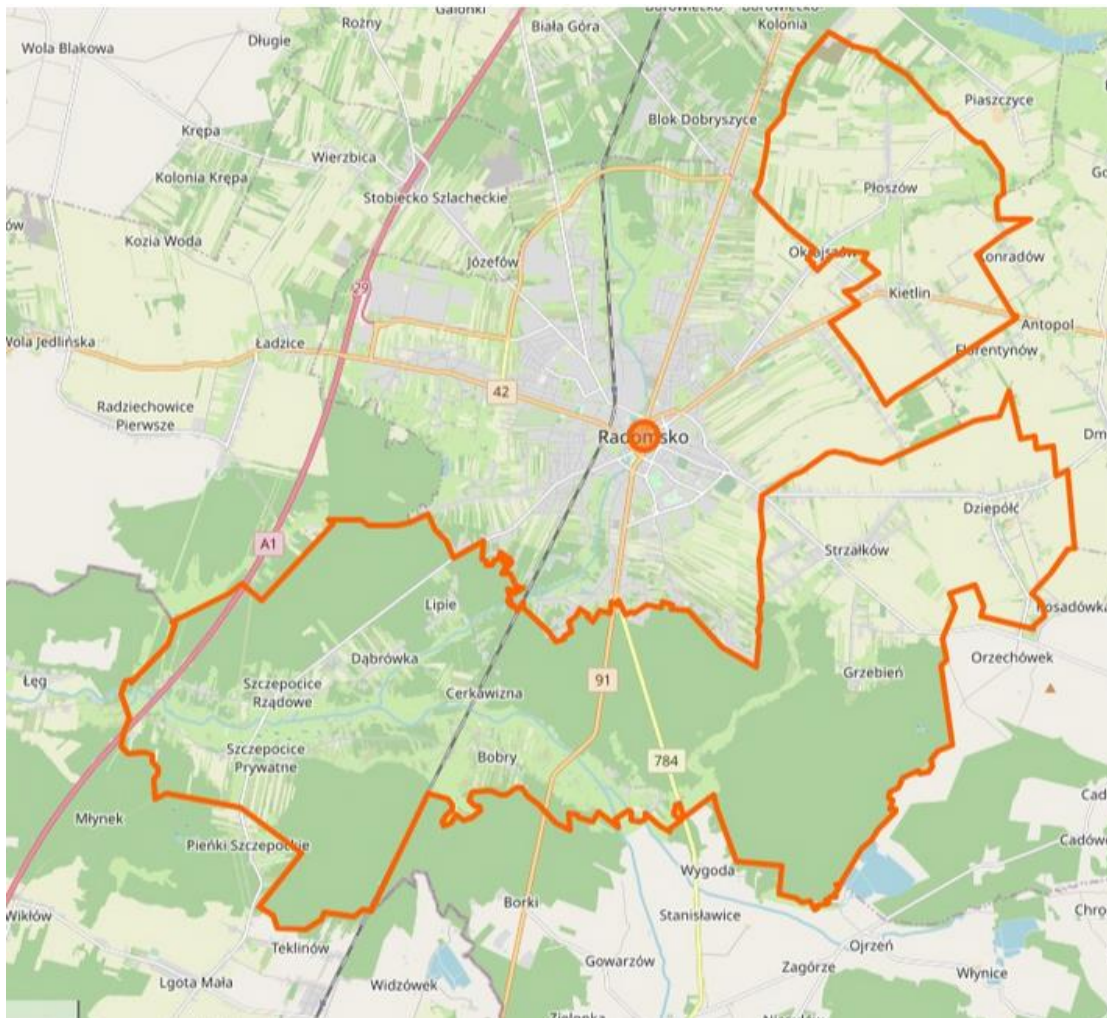 Rożny
Biała Góra
Kolonia
Wola Blakowa
Długie
Piaszczyce
Krępa
Blok Dobryszyce
Wierzbica
Kolonia Krępa
Płoszów
Stobiecko Szlacheckie
Kozia Woda
Józefów
29
Kietlin
Antopol
Wola Jedlińska
Ładzice
42
Radziechowice
Pierwsze
Radomsko
Dziepółć
A1
Strzałków
Lipie
Orzechówek
Dąbrówka
Grzebień
Łęg
Szczepocice
Rządowe
91
Cerkawizna
Szczepocice
Prywatne
Bobry
784
Młynek
Pieńki Szczepockie
Wygoda
Borki
Stanisławice
Wikłów
Teklinów
Ojrzeń
Gowarzów
Zagórze
Włynice
Lgota Mała
Widzówek